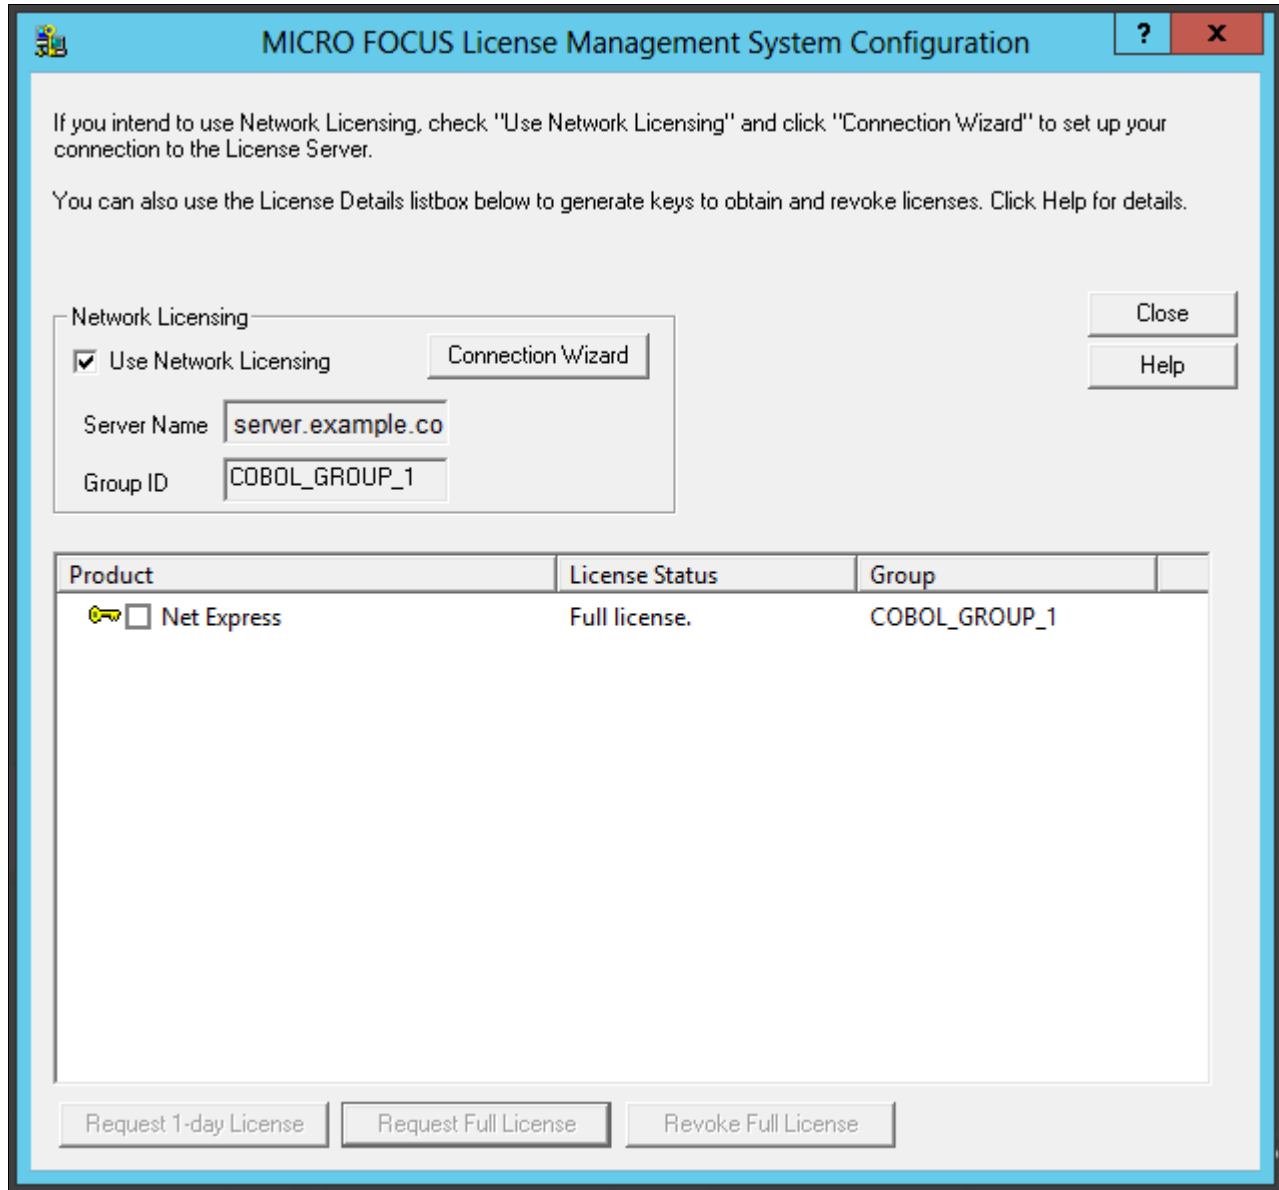 MICRO FOCUS License Management System Configuration
? x
If you intend to use Network Licensing, check "Use Network Licensing" and click "Connection Wizard" to set up your
connection to the License Server.
You can also use the License Details listbox below to generate keys to obtain and revoke licenses. Click Help for details.
Close
Help
Network Licensing
Use Network Licensing
Connection Wizard
Server Name server.example.co
Group ID COBOL_GROUP_1
Product License Status Group
Net Express Full license. COBOL_GROUP_1
Request 1-day License Request Full License Revoke Full License